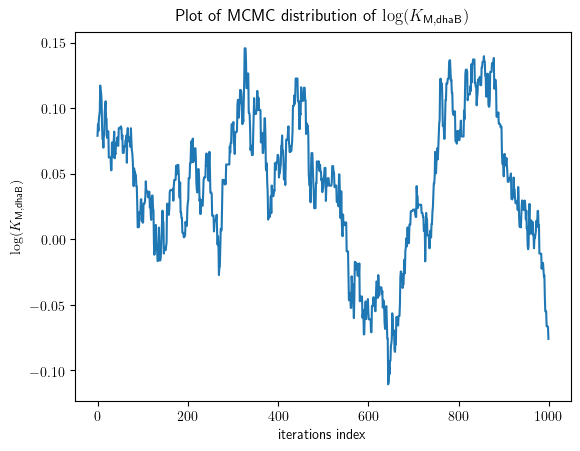 Plot of MCMC distribution of log(K_M,dhaB)
log(K_M,dhaB)
0.15
0.10
0.05
0.00
−0.05
−0.10
0 200 400 600 800 1000
iterations index